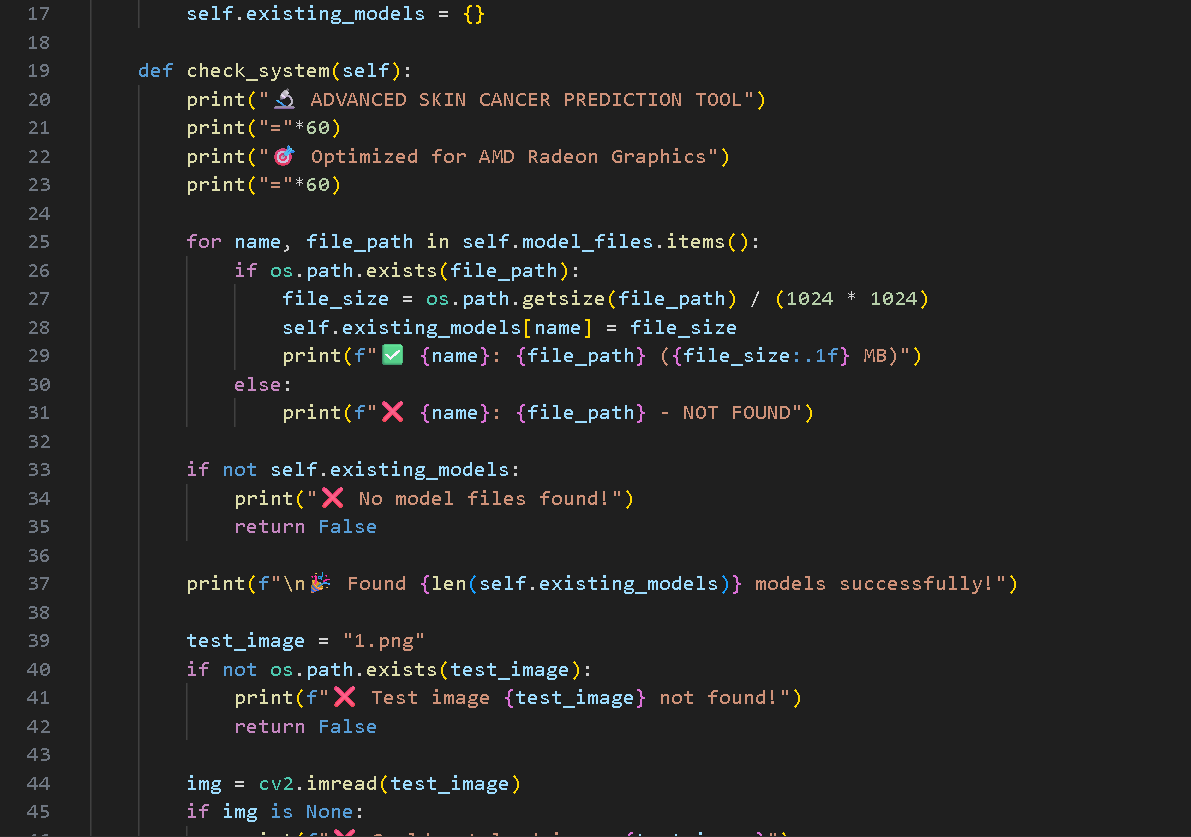 17 self.existing_models = {}
18
19 def check_system(self):
20 print("🔬 ADVANCED SKIN CANCER PREDICTION TOOL")
21 print("="*60)
22 print("🎯 Optimized for AMD Radeon Graphics")
23 print("="*60)
24
25 for name, file_path in self.model_files.items():
26 if os.path.exists(file_path):
27 file_size = os.path.getsize(file_path) / (1024 * 1024)
28 self.existing_models[name] = file_size
29 print(f"✅ {name}: {file_path} ({file_size:.1f} MB)")
30 else:
31 print(f"❌ {name}: {file_path} - NOT FOUND")
32
33 if not self.existing_models:
34 print("❌ No model files found!")
35 return False
36
37 print(f"\n🎉 Found {len(self.existing_models)} models successfully!")
38
39 test_image = "1.png"
40 if not os.path.exists(test_image):
41 print(f"❌ Test image {test_image} not found!")
42 return False
43
44 img = cv2.imread(test_image)
45 if img is None: